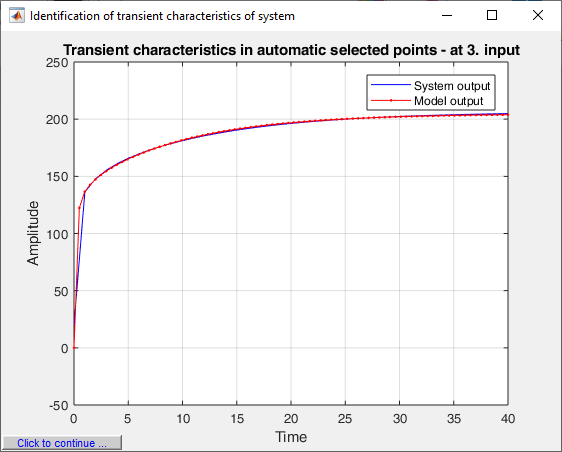 Identification of transient characteristics of system
Transient characteristics in automatic selected points - at 3. input
250
200
150
100
50
0
-50
Amplitude
System output
Model output
0 5 10 15 20 25 30 35 40
Time
Click to continue ...